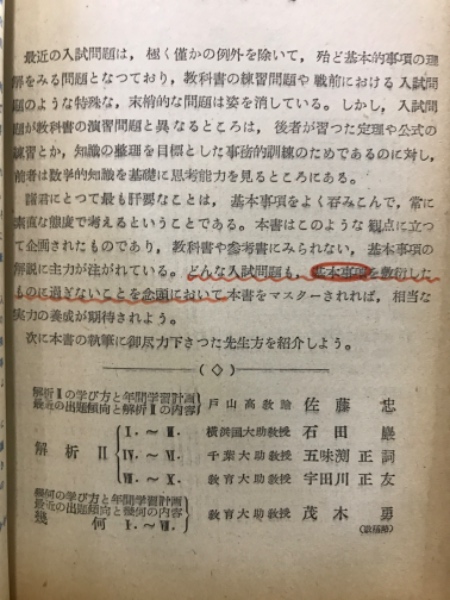 最近の入試問題は，極く僅かの例外を除いて，殆ど基本的事項の理
解をみる問題となつており，教科書の練習問題や戦前における入試問
題のような特殊な，末梢的な問題は姿を消している。しかし，入試問
題が教科書の演習問題と異なるところは，後者が習つた定理や公式の
練習とか，知識の整理を目標とした事務的訓練のためであるのに対し，
前者は数学的知識を基礎に思考能力を見るところにある。
諸君にとつて最も肝要なことは，基本事項をよく呑みこんで，常に
素直な態度で考えるということである。本書はこのような観点に立つ
て企画されたものであり，教科書や参考書にみられない，基本事項の
解説に主力が注がれている。どんな入試問題も，基本事項を敷衍した
ものに過ぎないことを念頭において本書をマスターされれば，相当な
実力の養成が期待されよう。
次に本書の執筆に御尽力下さつた先生方を紹介しよう。
(◇)
解析Ⅱの学び方と年間学習計画
最近の出題傾向と解析Ⅱの内容
戸山高教諭 佐藤 忠
解析Ⅱ
Ⅰ.～Ⅲ. 横浜国大助教授 石田 巌
Ⅳ.～Ⅵ. 千葉大助教授 五味渕 正詞
Ⅶ.～Ⅹ. 教育大助教授 宇田川 正友
幾何の学び方と年間学習計画
最近の出題傾向と幾何の内容
幾何 Ⅰ.～Ⅶ.
教育大助教授 茂木 勇